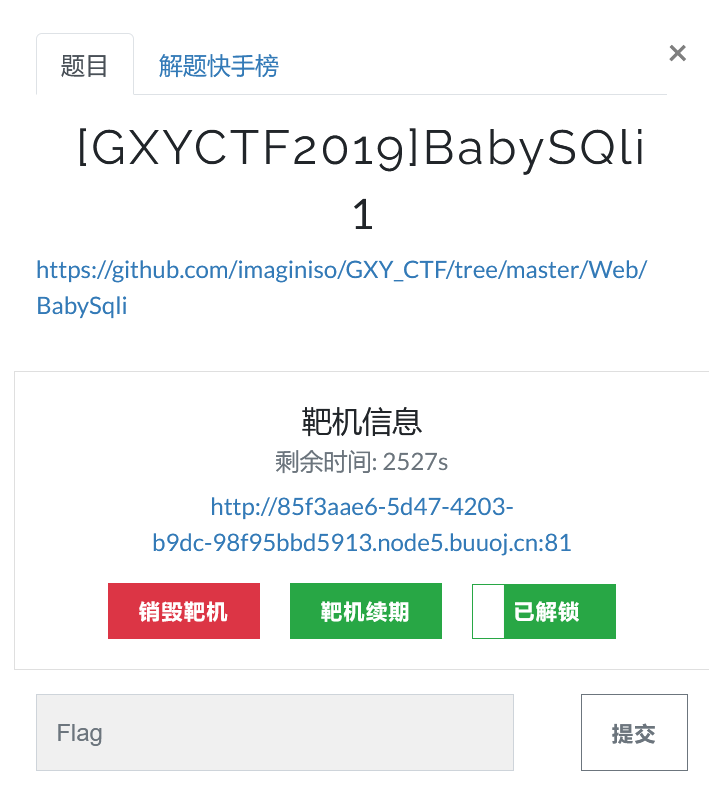 题目 解题快手榜 ×
[GXYCTF2019]BabySQli
1
https://github.com/imaginiso/GXY_CTF/tree/master/Web/
BabySqli
靶机信息
剩余时间: 2527s
http://85f3aae6-5d47-4203-
b9dc-98f95bbd5913.node5.buuoj.cn:81
销毁靶机 靶机续期 已解锁
Flag 提交